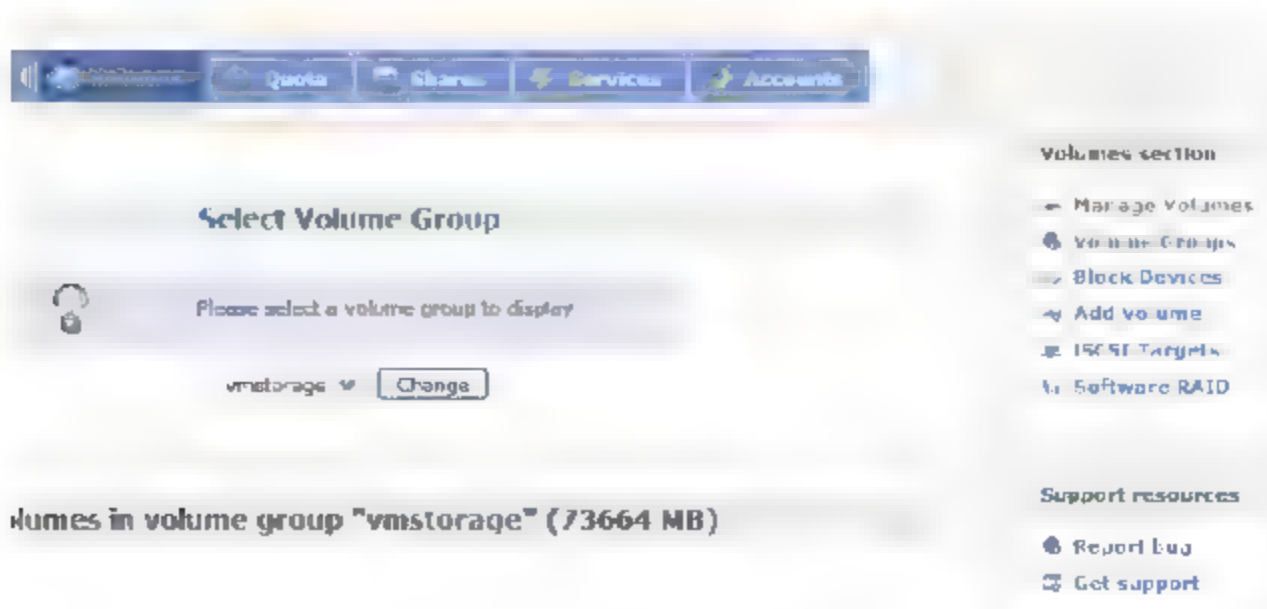 Volumes Quota Shares Services Accounts
Select Volume Group
Please select a volume group to display
vmstorage Change
lumes in volume group "vmstorage" (73664 MB)
Volumes section
Manage Volumes
Volume Groups
Block Devices
Add volume
iSCSI Targets
Software RAID
Support resources
Report bug
Get support